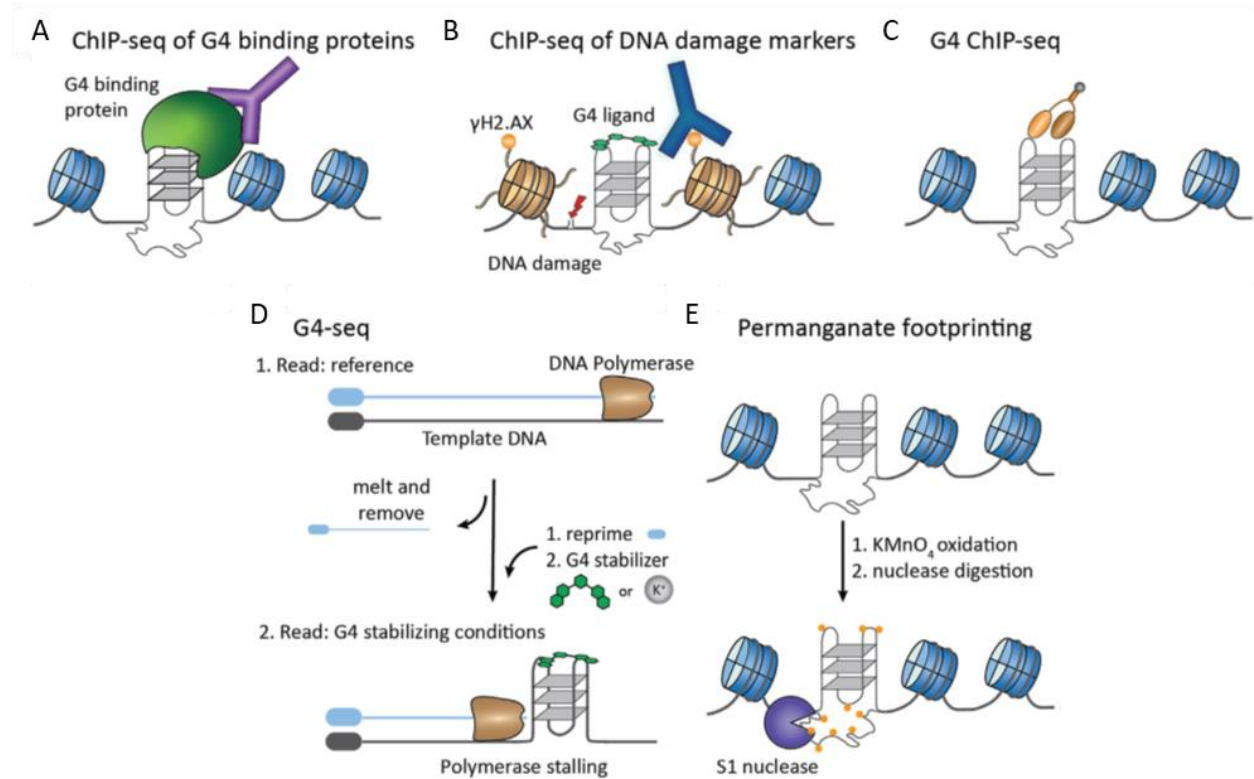 A
ChIP-seq of G4 binding proteins
G4 binding
protein
B
ChIP-seq of DNA damage markers
γH2.AX
G4 ligand
DNA damage
C
G4 ChIP-seq
D
G4-seq
1. Read: reference
DNA Polymerase
Template DNA
melt and
remove
1. reprime
2. G4 stabilizer
or
K⁺
2. Read: G4 stabilizing conditions
Polymerase stalling
E
Permanganate footprinting
1. KMnO₄ oxidation
2. nuclease digestion
S1 nuclease